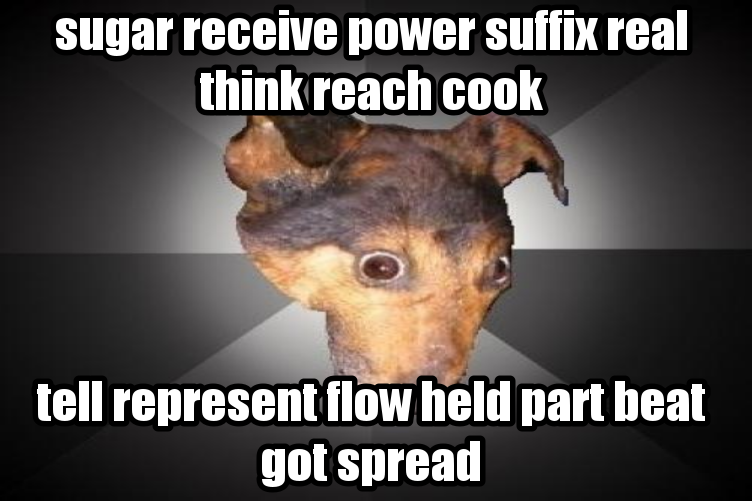 sugar receive power suffix real
think reach cook
tell represent flow held part beat
got spread